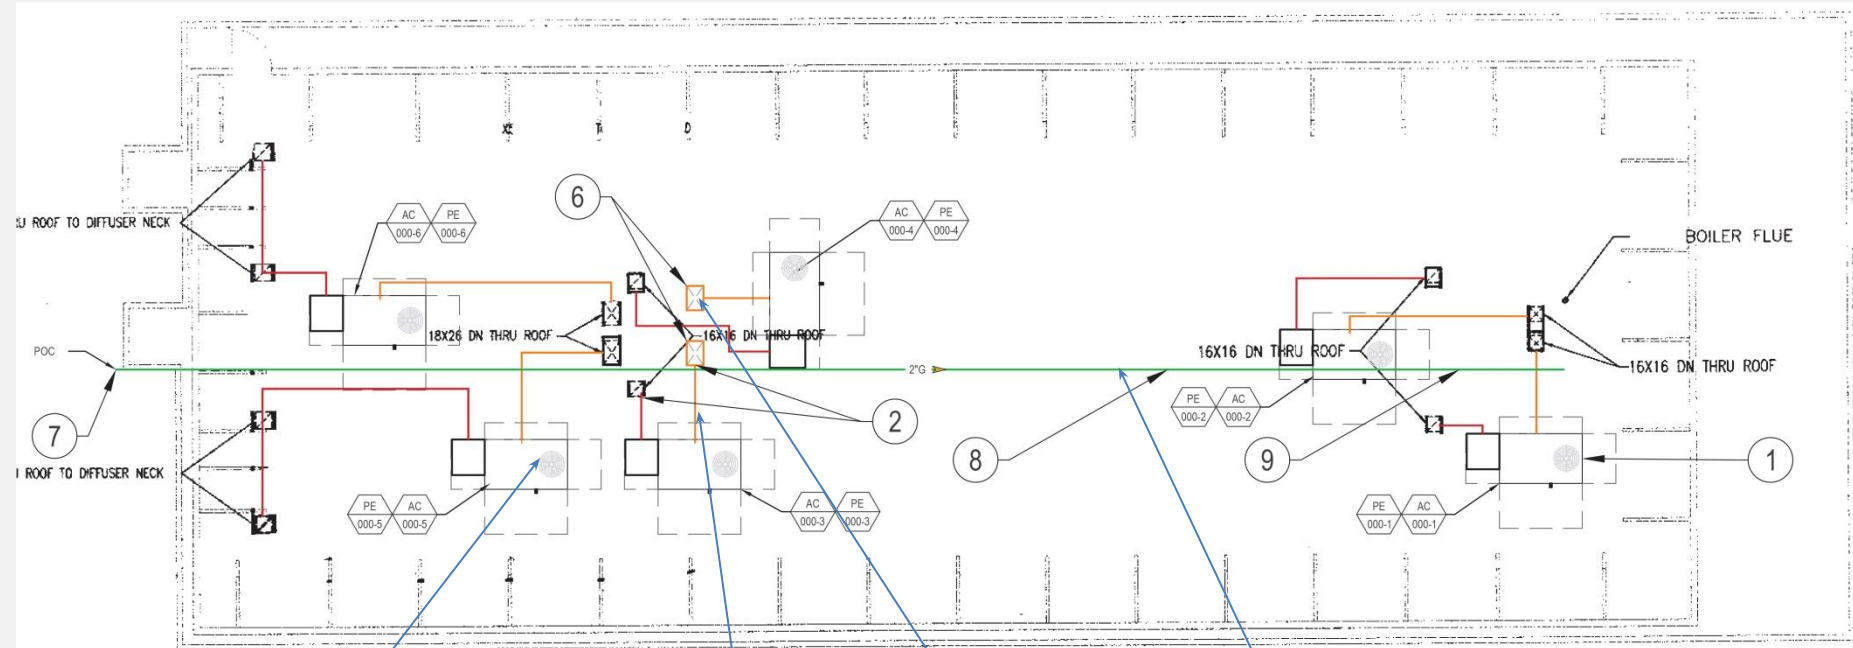 U ROOF TO DIFFUSER NECK
AC
000-6
PE
000-6
6
AC
000-4
PE
000-4
BOILER FLUE
18X26 DN THRU ROOF
16X16 DN THRU ROOF
16X16 DN THRU ROOF
16X16 DN THRU ROOF
POC
2"G
7
2
8
PE
000-2
AC
000-2
9
1
ROOF TO DIFFUSER NECK
PE
000-5
AC
000-5
AC
000-3
PE
000-3
PE
000-1
AC
000-1